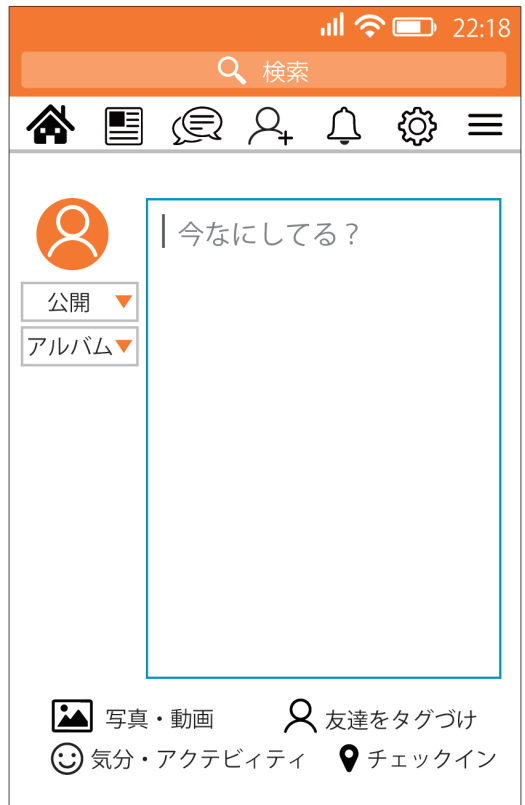 22:18
検索
今なにしてる？
公開
アルバム
写真・動画
友達をタグづけ
気分・アクテビィティ
チェックイン